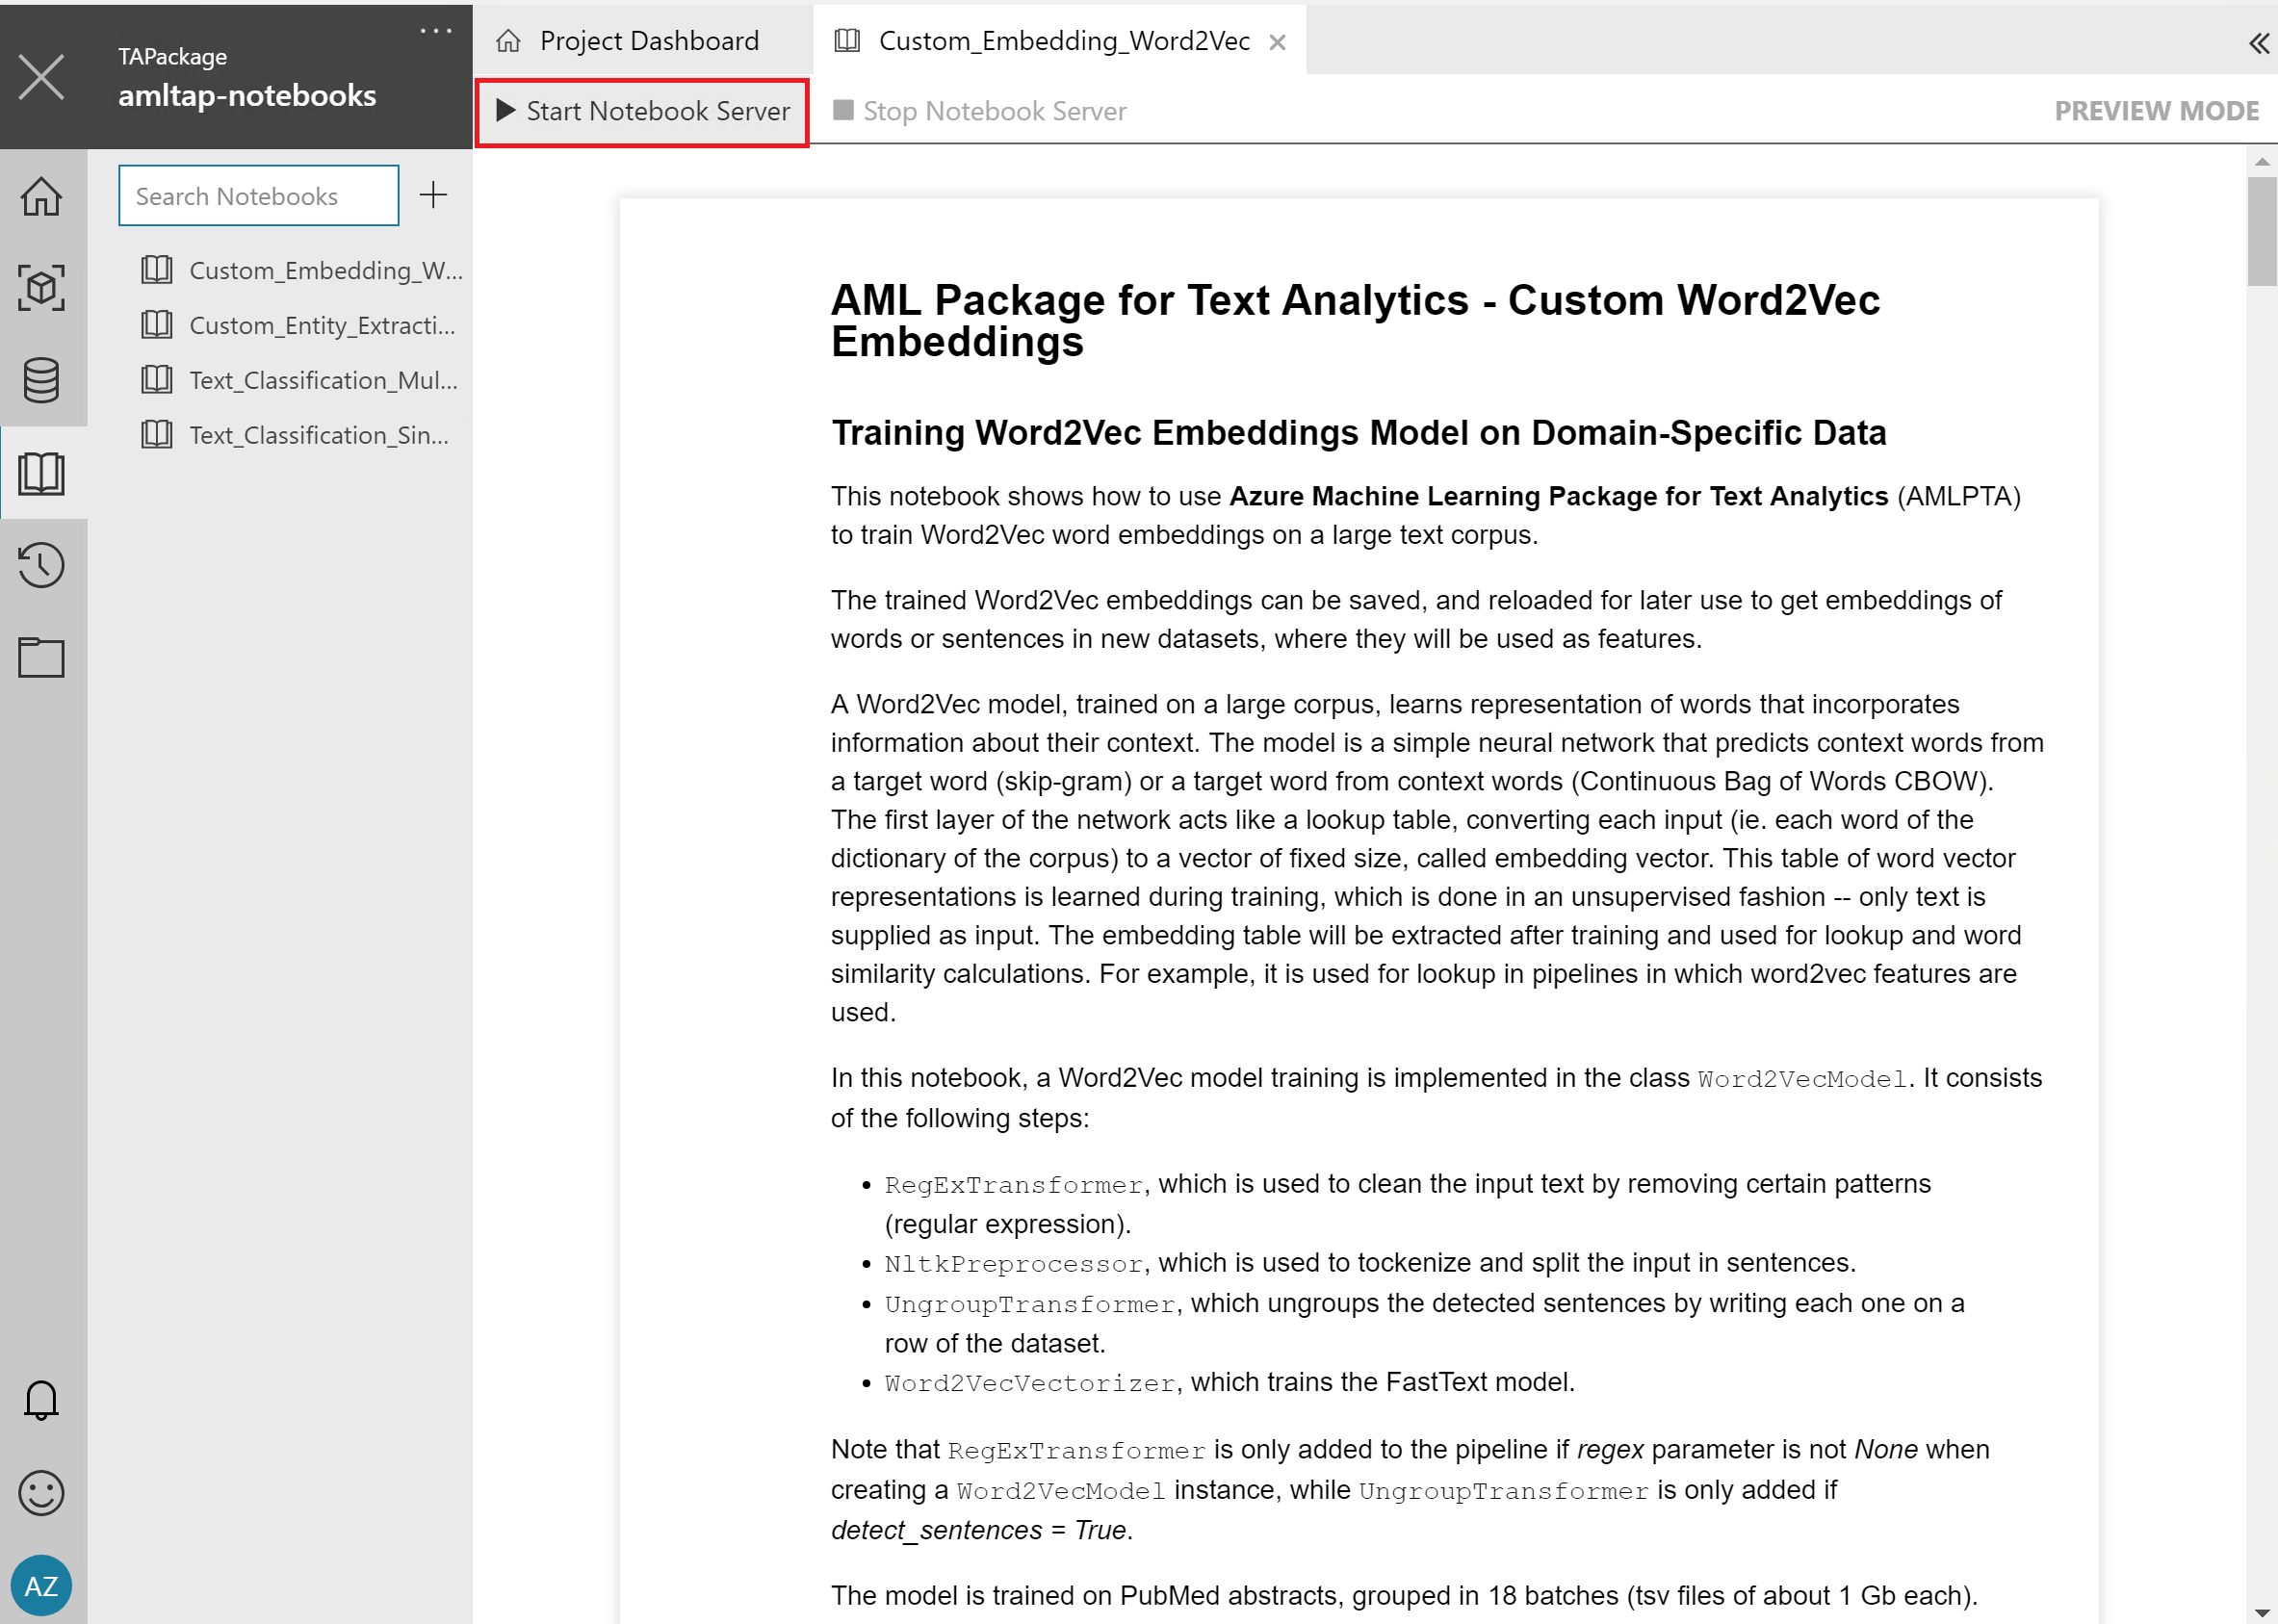 TAPackage
amltap-notebooks
Project Dashboard
Custom_Embedding_Word2Vec
Start Notebook Server
Stop Notebook Server
PREVIEW MODE
Search Notebooks
Custom_Embedding_W...
Custom_Entity_Extracti...
Text_Classification_Mul...
Text_Classification_Sin...
AZ
AML Package for Text Analytics - Custom Word2Vec
Embeddings
Training Word2Vec Embeddings Model on Domain-Specific Data
This notebook shows how to use Azure Machine Learning Package for Text Analytics (AMLPTA)
to train Word2Vec word embeddings on a large text corpus.
The trained Word2Vec embeddings can be saved, and reloaded for later use to get embeddings of
words or sentences in new datasets, where they will be used as features.
A Word2Vec model, trained on a large corpus, learns representation of words that incorporates
information about their context. The model is a simple neural network that predicts context words from
a target word (skip-gram) or a target word from context words (Continuous Bag of Words CBOW).
The first layer of the network acts like a lookup table, converting each input (ie. each word of the
dictionary of the corpus) to a vector of fixed size, called embedding vector. This table of word vector
representations is learned during training, which is done in an unsupervised fashion -- only text is
supplied as input. The embedding table will be extracted after training and used for lookup and word
similarity calculations. For example, it is used for lookup in pipelines in which word2vec features are
used.
In this notebook, a Word2Vec model training is implemented in the class Word2VecModel. It consists
of the following steps:
• RegExTransformer, which is used to clean the input text by removing certain patterns
(regular expression).
• NltkPreprocessor, which is used to tockenize and split the input in sentences.
• UngroupTransformer, which ungroups the detected sentences by writing each one on a
row of the dataset.
• Word2VecVectorizer, which trains the FastText model.
Note that RegExTransformer is only added to the pipeline if regex parameter is not None when
creating a Word2VecModel instance, while UngroupTransformer is only added if
detect_sentences = True.
The model is trained on PubMed abstracts, grouped in 18 batches (tsv files of about 1 Gb each).